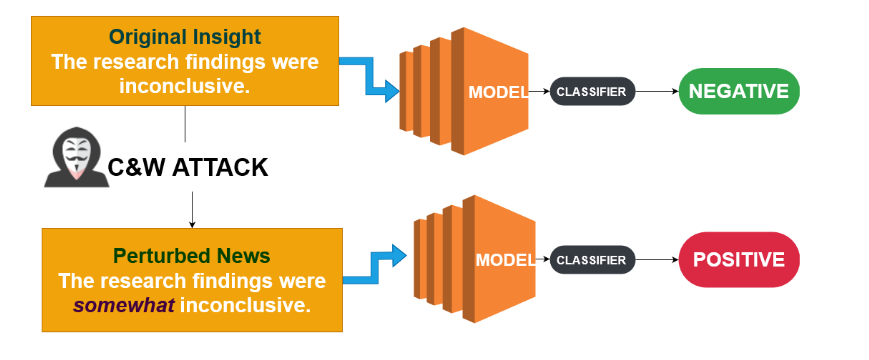 Original Insight
The research findings were
inconclusive.
MODEL
CLASSIFIER
NEGATIVE
C&W ATTACK
Perturbed News
The research findings were
somewhat inconclusive.
MODEL
CLASSIFIER
POSITIVE